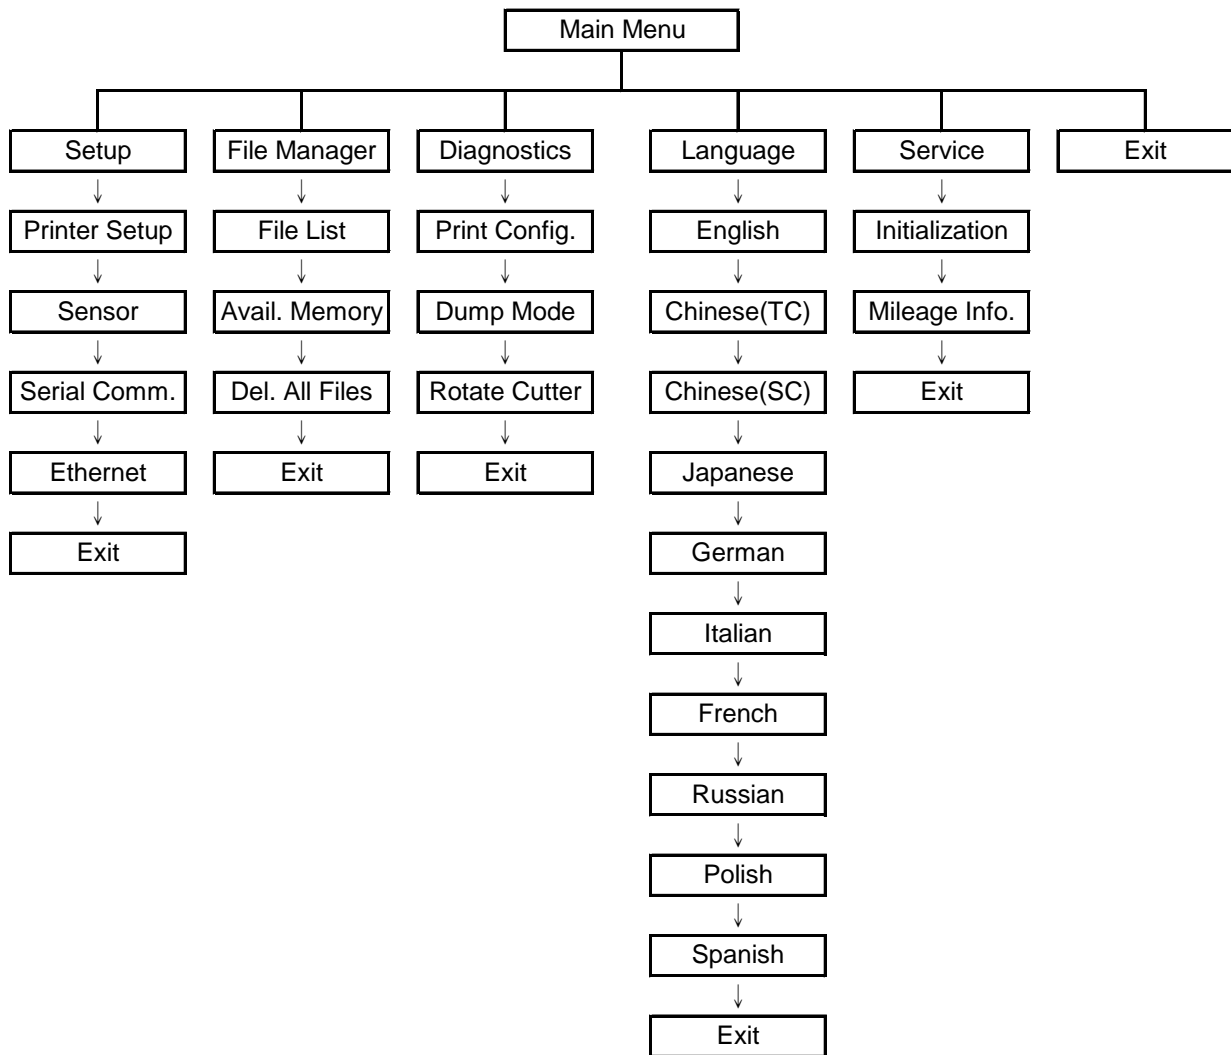 Main Menu
Setup
File Manager
Diagnostics
Language
Service
Exit
Printer Setup
File List
Print Config.
English
Initialization
Sensor
Avail. Memory
Dump Mode
Chinese(TC)
Mileage Info.
Serial Comm.
Del. All Files
Rotate Cutter
Chinese(SC)
Exit
Ethernet
Exit
Exit
Japanese
Exit
German
Italian
French
Russian
Polish
Spanish
Exit